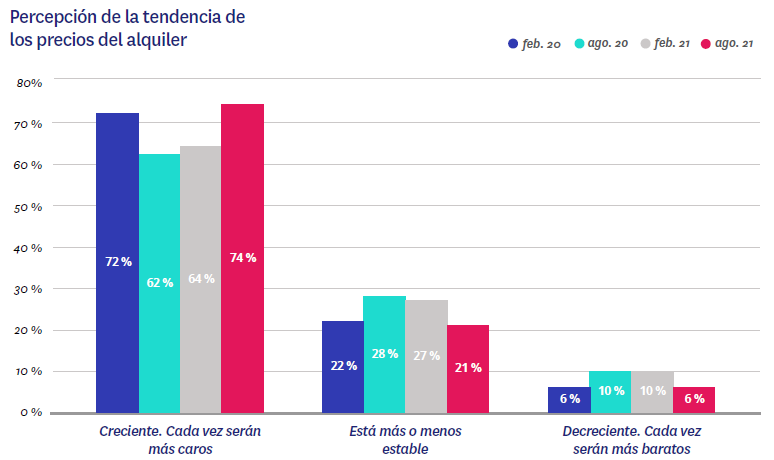 Percepción de la tendencia de
los precios del alquiler
feb. 20 ago. 20 feb. 21 ago. 21
80%
70 %
60 %
50 %
40 %
30 %
20 %
10 %
0 %
72 % 62 % 64 % 74 %
22 % 28 % 27 % 21 %
6 % 10 % 10 % 6 %
Creciente. Cada vez serán
más caros
Está más o menos
estable
Decreciente. Cada vez
serán más baratos